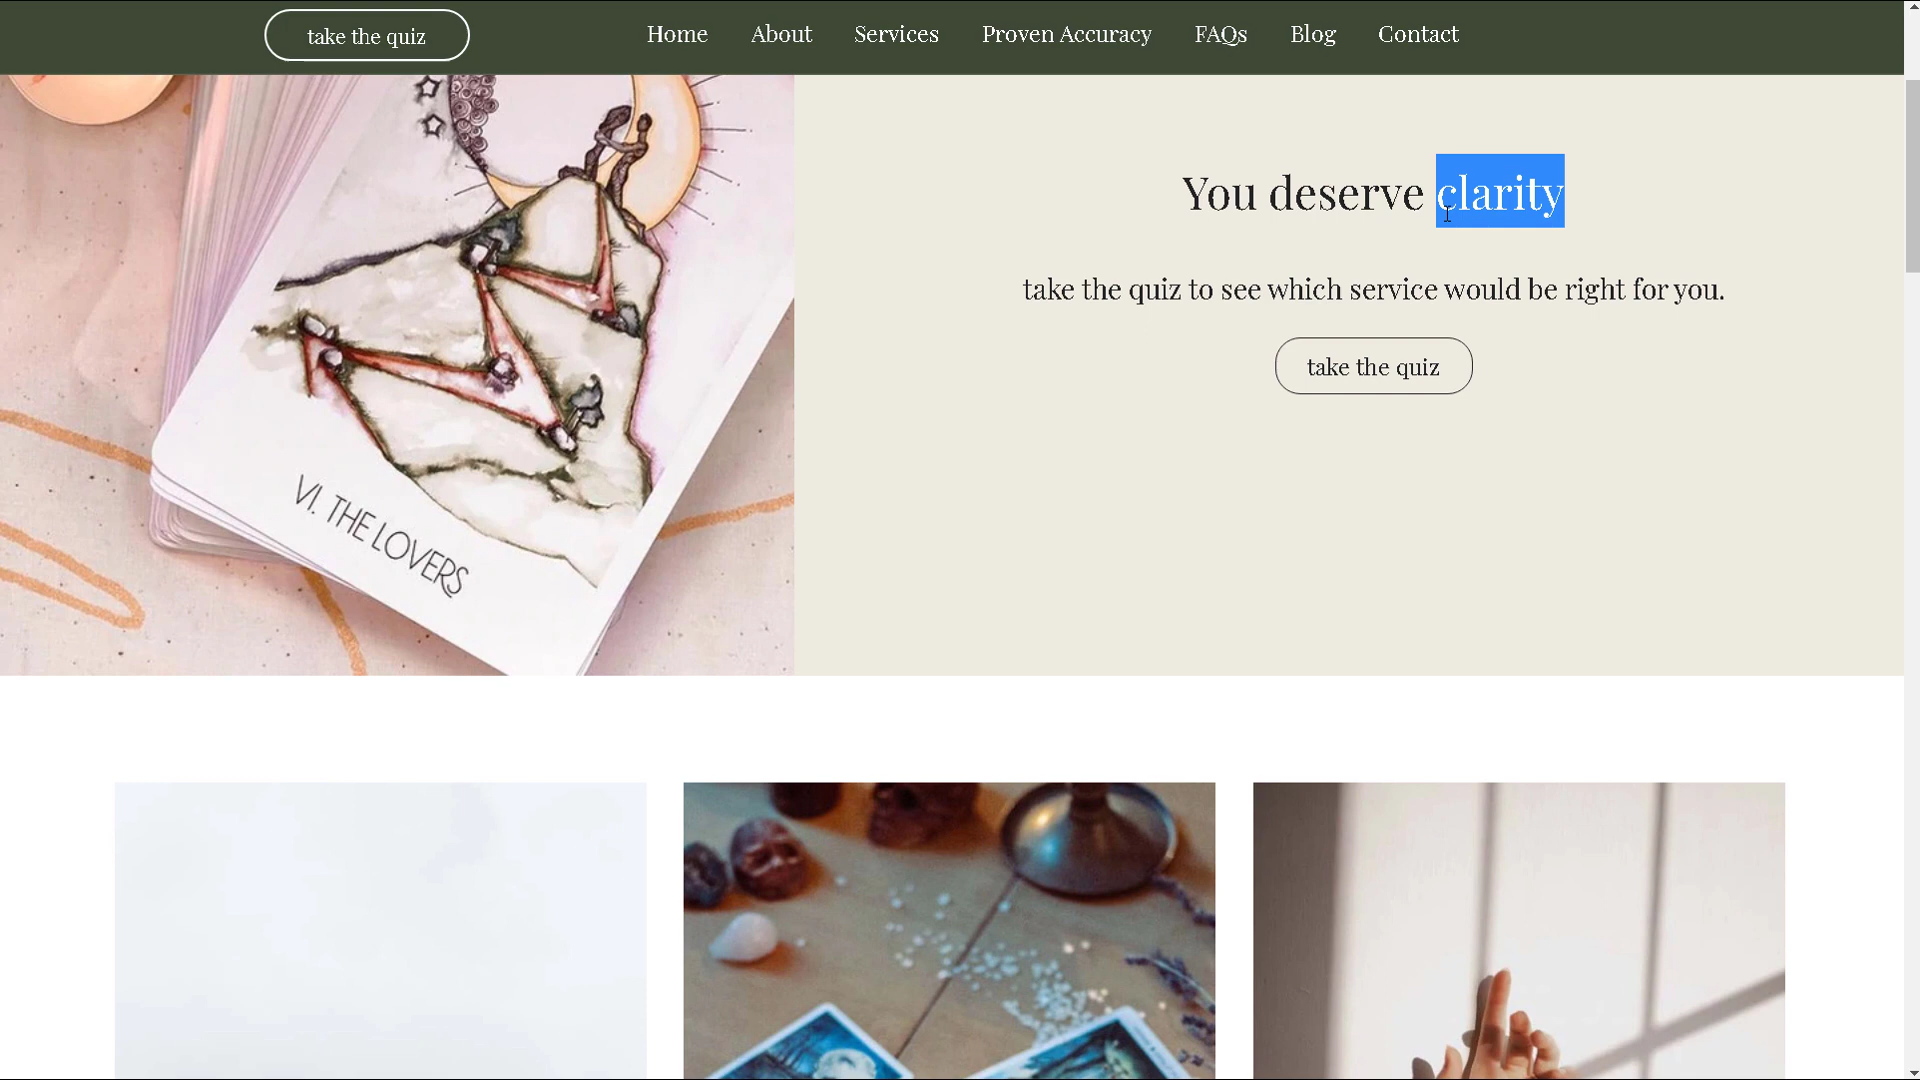 take the quiz
Home About Services Proven Accuracy FAQs Blog Contact
You deserve clarity
take the quiz to see which service would be right for you.
take the quiz
VI. THE LOVERS